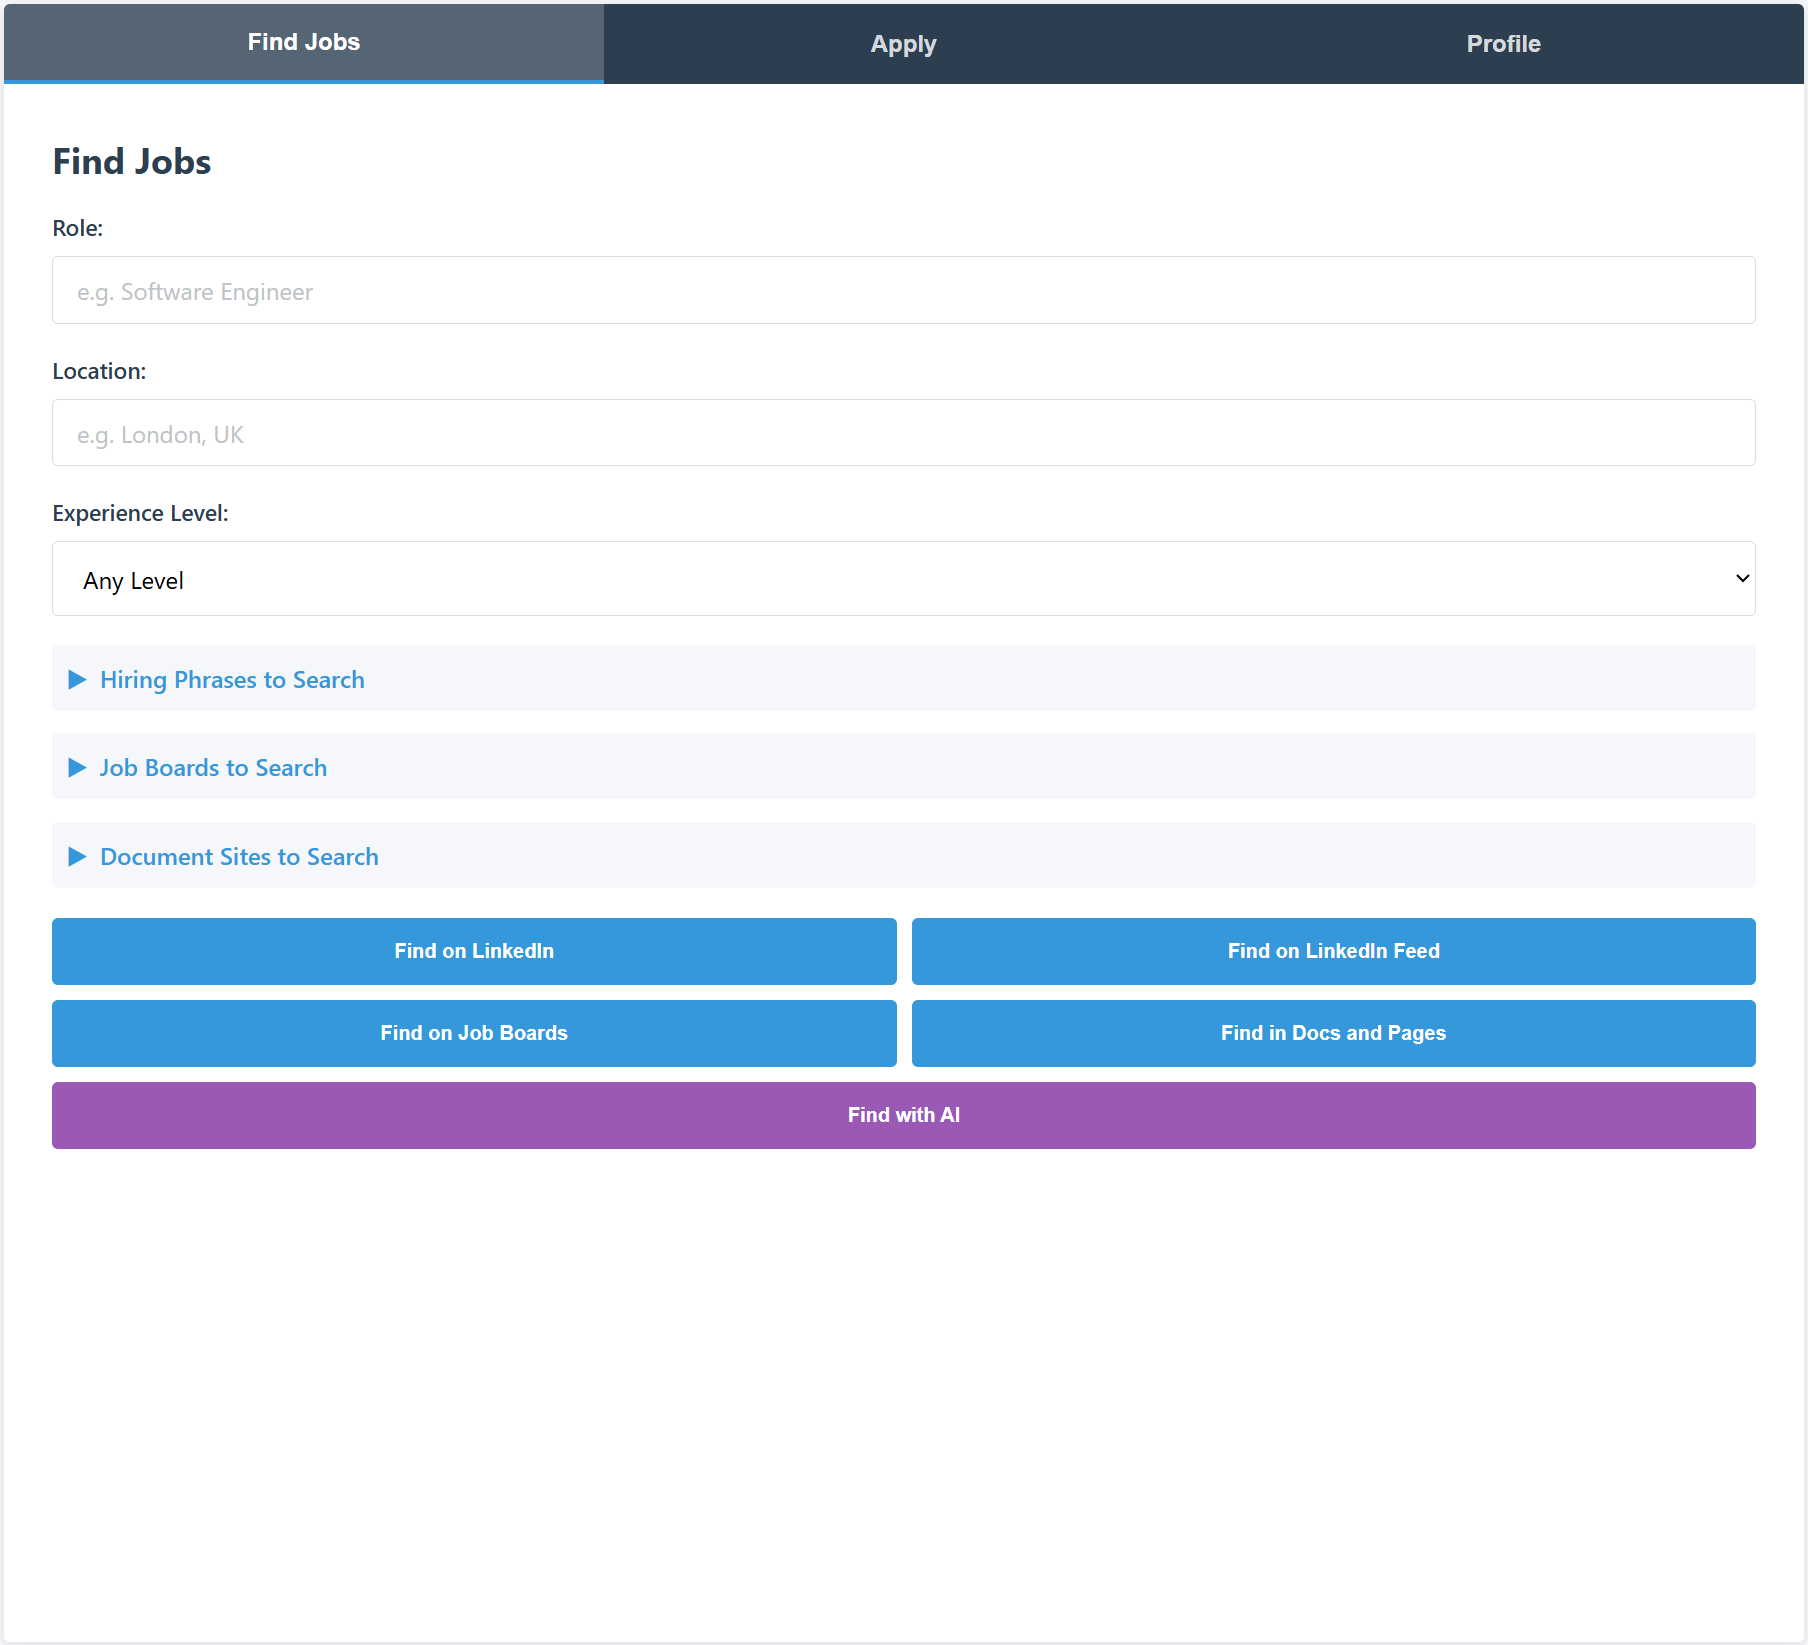 Find Jobs
Apply
Profile
Find Jobs
Role:
e.g. Software Engineer
Location:
e.g. London, UK
Experience Level:
Any Level
Hiring Phrases to Search
Job Boards to Search
Document Sites to Search
Find on LinkedIn
Find on LinkedIn Feed
Find on Job Boards
Find in Docs and Pages
Find with AI